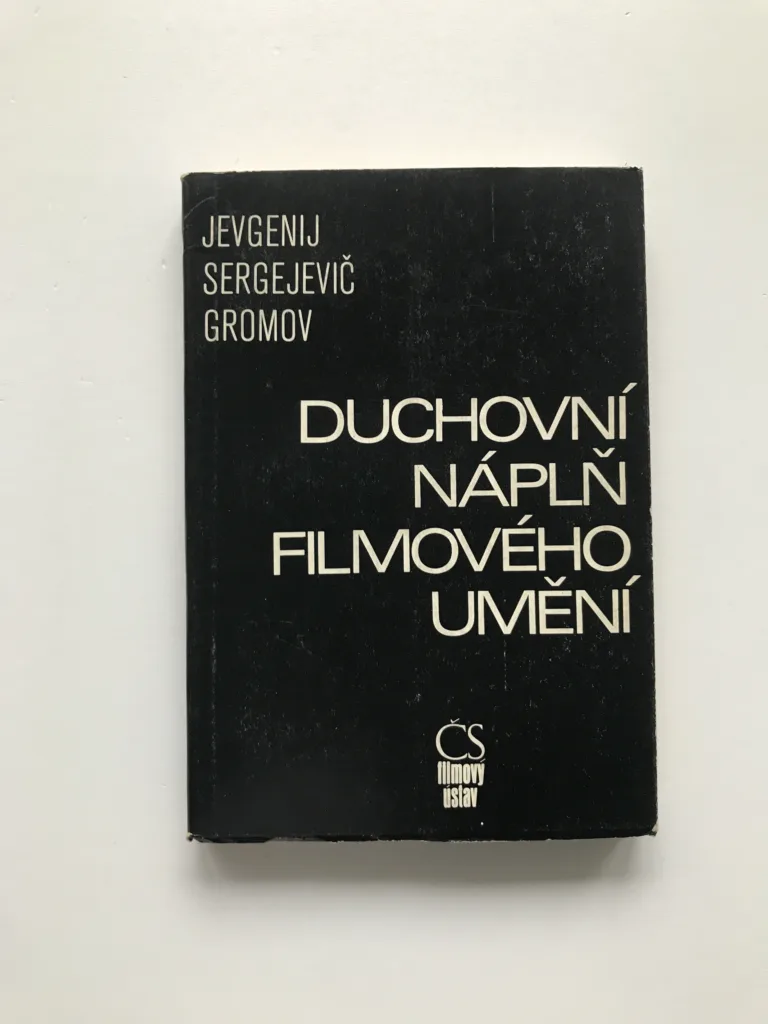 JEVGENIJ
SERGEJEVIČ
GROMOV
DUCHOVNÍ
NÁPLŇ
FILMOVÉHO
UMĚNÍ
ČS
filmový
ústav